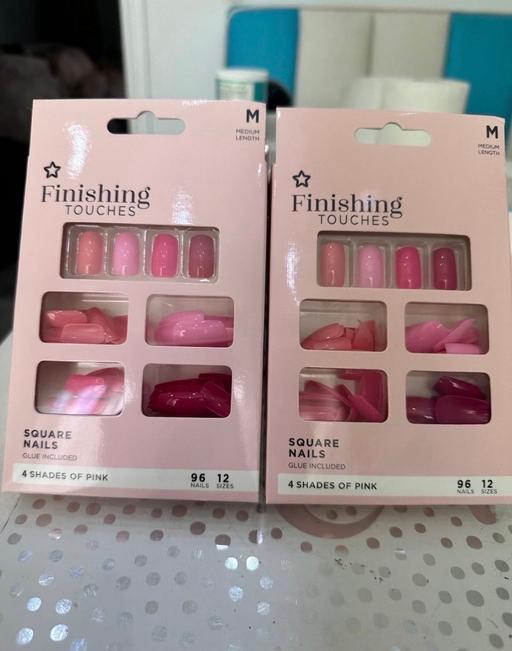 M
MEDIUM
LENGTH
Finishing
TOUCHES
SQUARE
NAILS
GLUE INCLUDED
4 SHADES OF PINK
96 12
NAILS SIZES
M
MEDIUM
LENGTH
Finishing
TOUCHES
SQUARE
NAILS
GLUE INCLUDED
4 SHADES OF PINK
96 12
NAILS SIZES